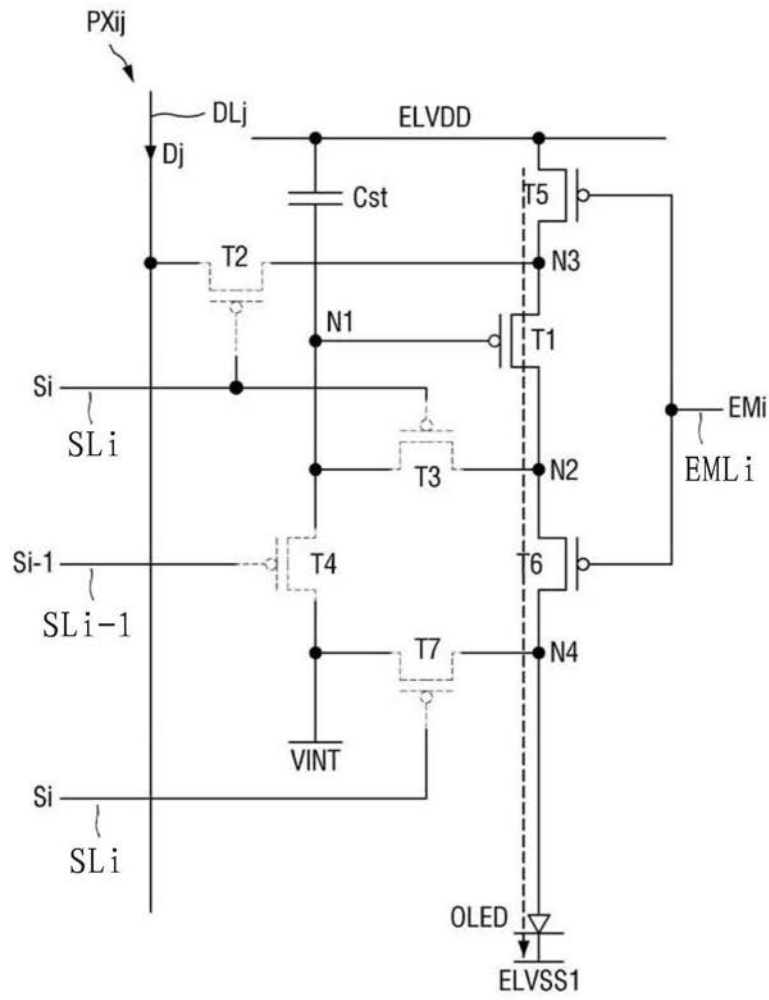 PXij
DLj
ELVDD
Dj
T5
Cst
T2
N3
N1
T1
Si
SLi
EMi
EMLi
T3
N2
Si-1
SLi-1
T4
T6
T7
N4
VINT
Si
SLi
OLED
ELVSS1